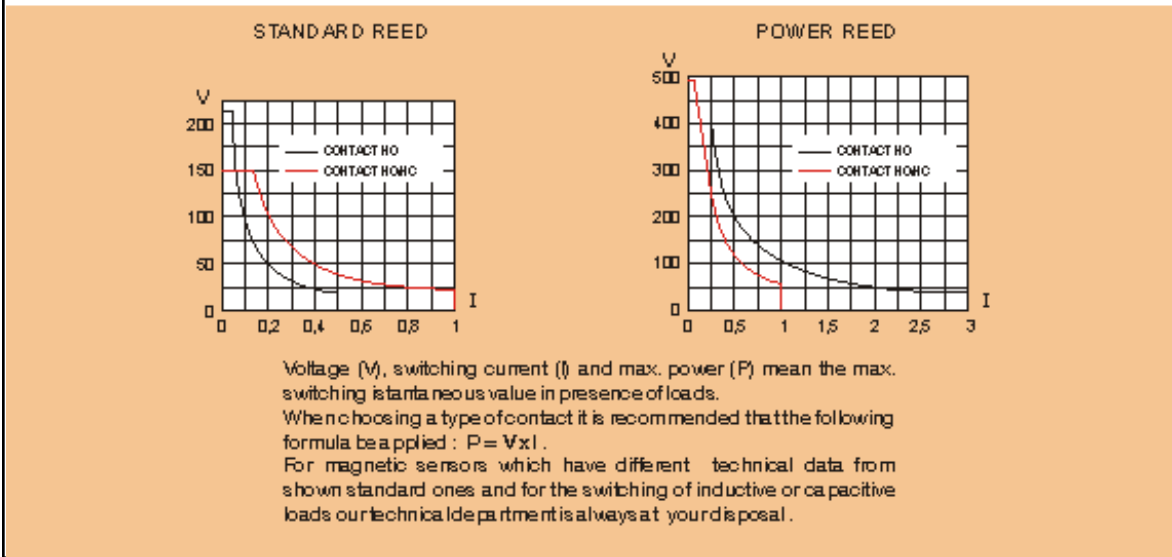 STANDARD REED
POWER REED
V
200
150
100
50
0
CONTACT NO
CONTACT NO/NC
0
0,2
0,4
0,6
0,8
1
I
V
500
400
300
200
100
0
CONTACT NO
CONTACT NO/NC
0
0,5
1
1,5
2
2,5
3
I
Voltage (V), switching current (I) and max. power (P) mean the max.
switching istantaneous value in presence of loads.
When choosing a type of contact it is recommended that the following
formula be applied : P = VxI .
For magnetic sensors which have different technical data from
shown standard ones and for the switching of inductive or capacitive
loads our technical department is always at your disposal .